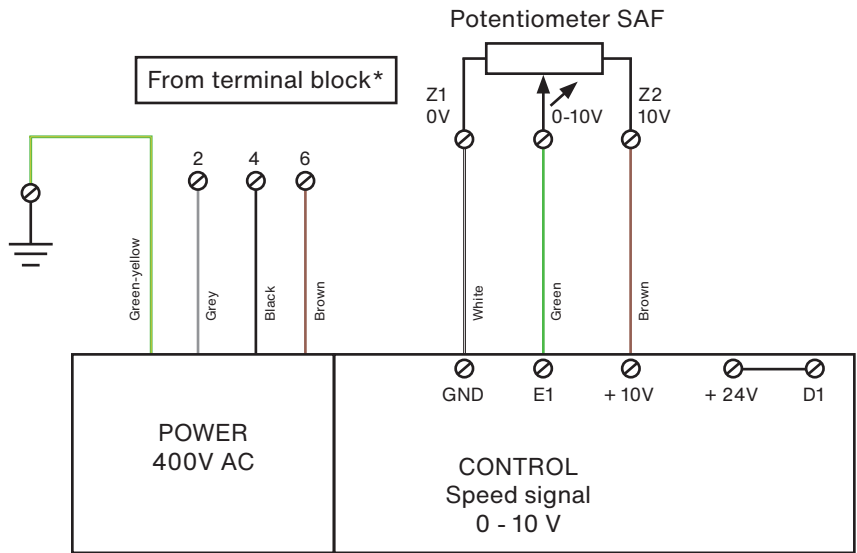 Potentiometer SAF
From terminal block*
Z1
0V
0-10V
Z2
10V
2
4
6
Green-yellow
Grey
Black
Brown
White
Green
Brown
GND
E1
+ 10V
+ 24V
D1
POWER
400V AC
CONTROL
Speed signal
0 - 10 V